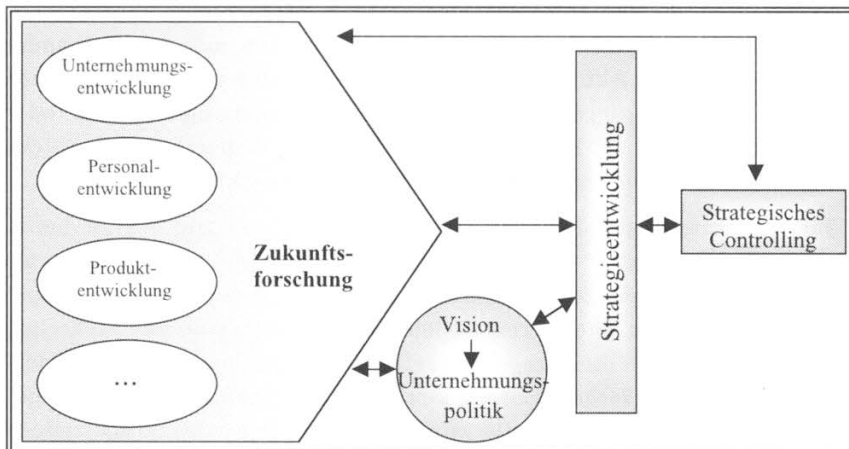 Unternehmungs-
entwicklung
Personal-
entwicklung
Produkt-
entwicklung
...
Zukunfts-
forschung
Vision
Unternehmungs-
politik
Strategieentwicklung
Strategisches
Controlling